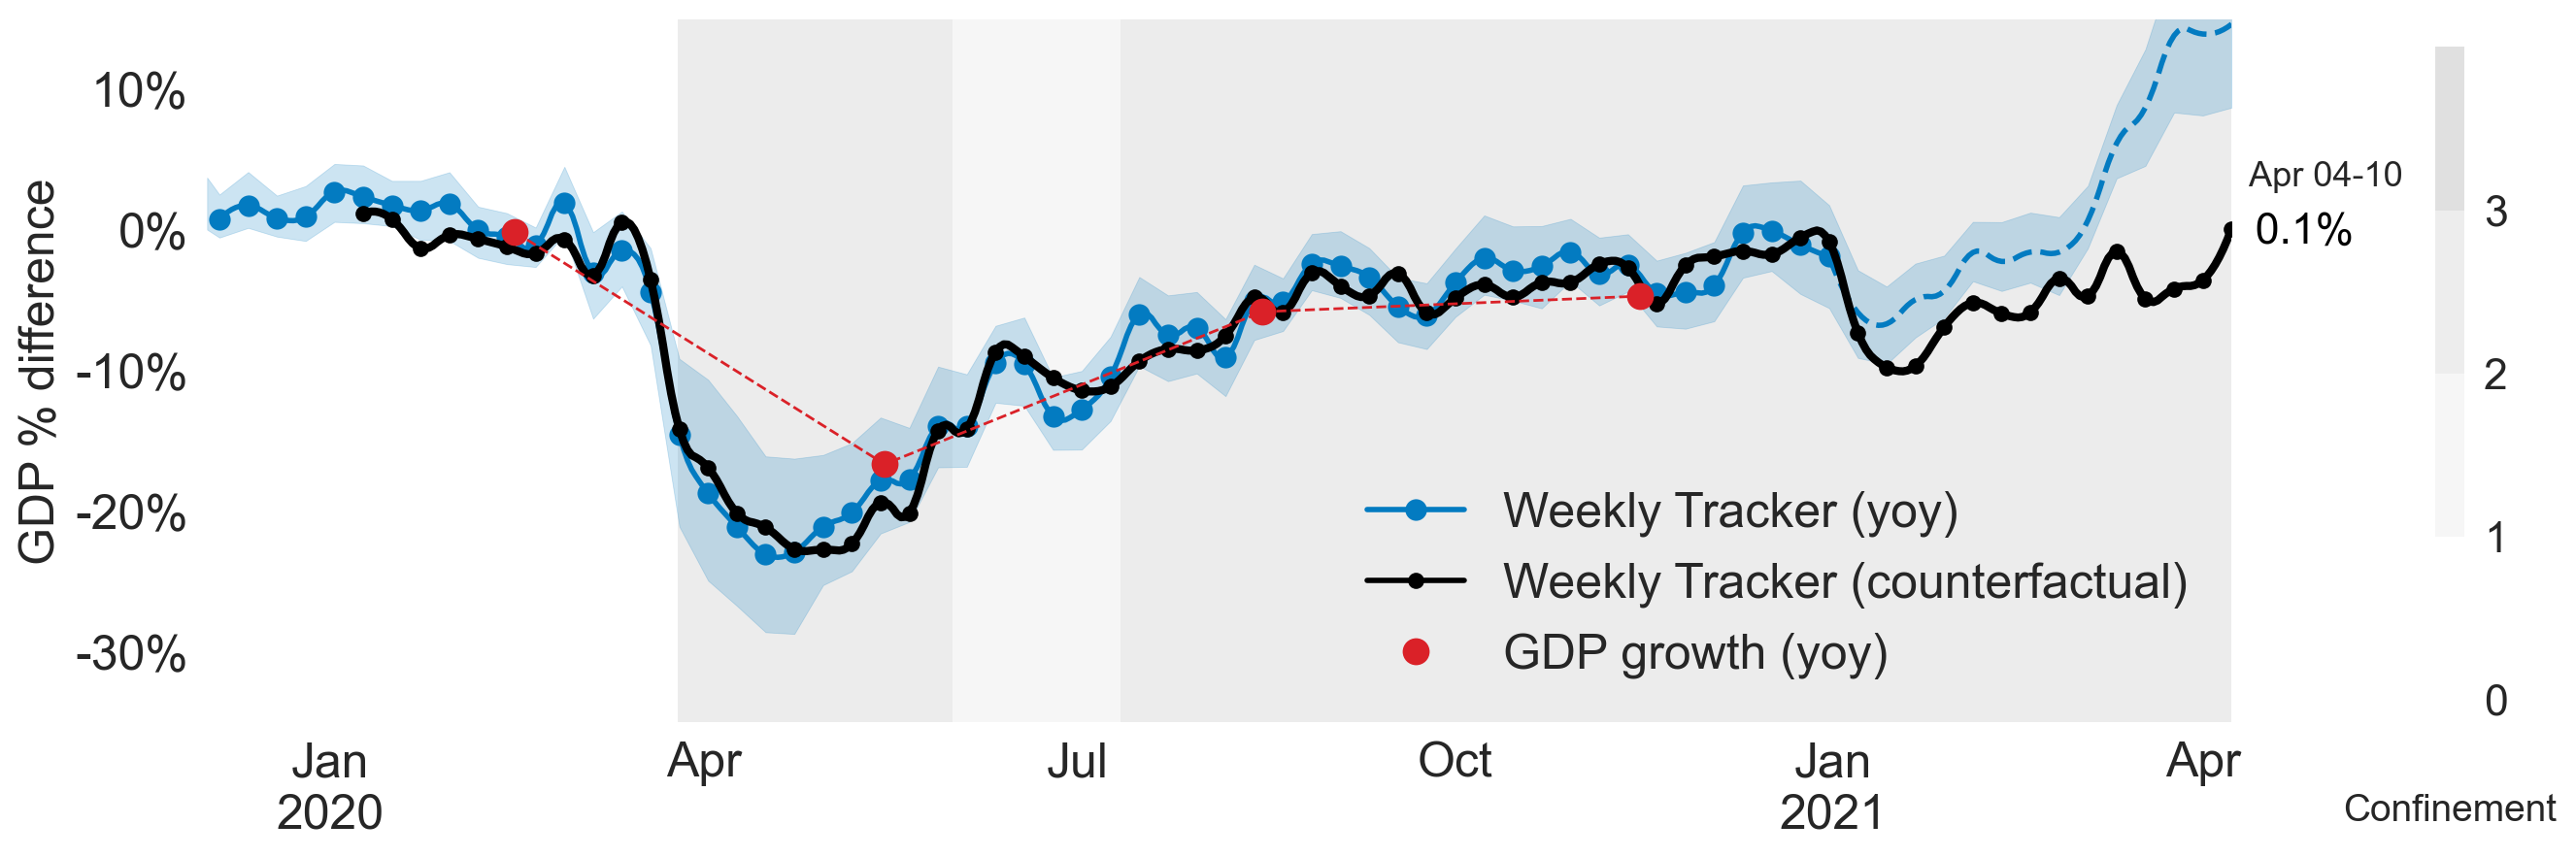 GDP % difference
10%
0%
-10%
-20%
-30%
Jan
2020
Apr
Jul
Oct
Jan
2021
Apr
Weekly Tracker (yoy)
Weekly Tracker (counterfactual)
GDP growth (yoy)
Apr 04-10
0.1%
3
2
1
0
Confinement